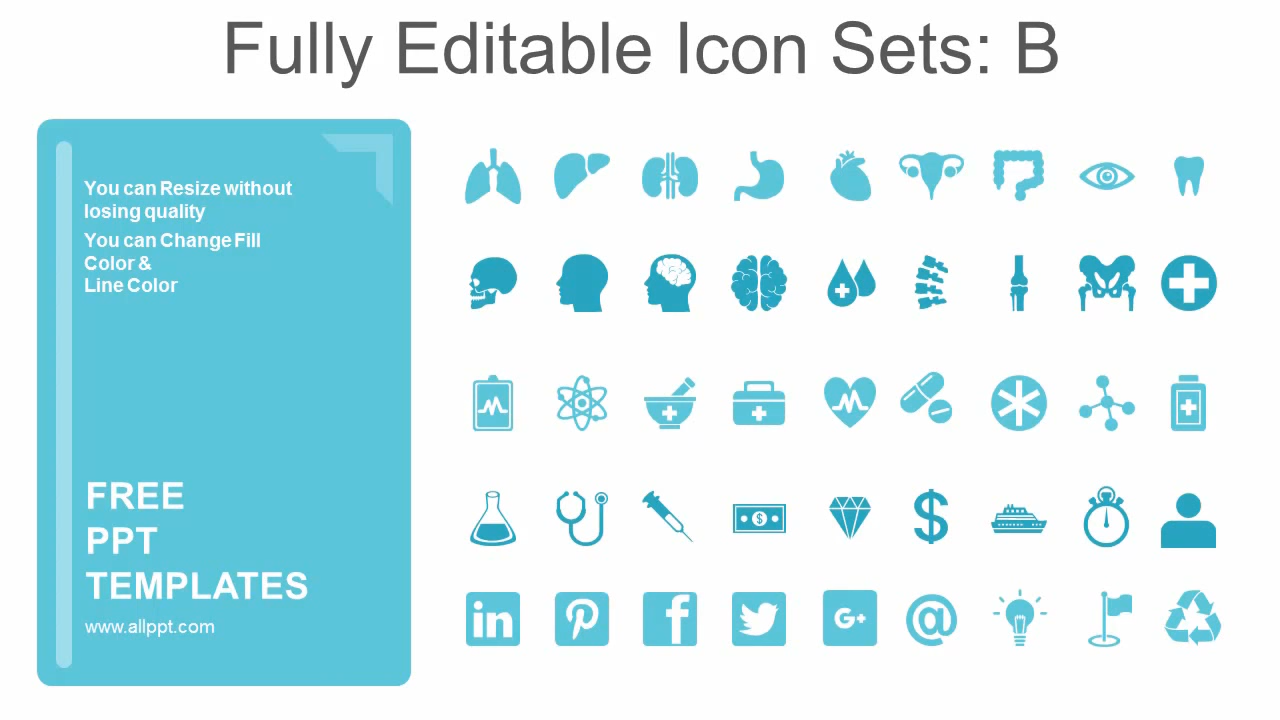 Fully Editable Icon Sets: B
You can Resize without
losing quality
You can Change Fill
Color &
Line Color
FREE
PPT
TEMPLATES
www.allppt.com
$
$
in
f
G+
@